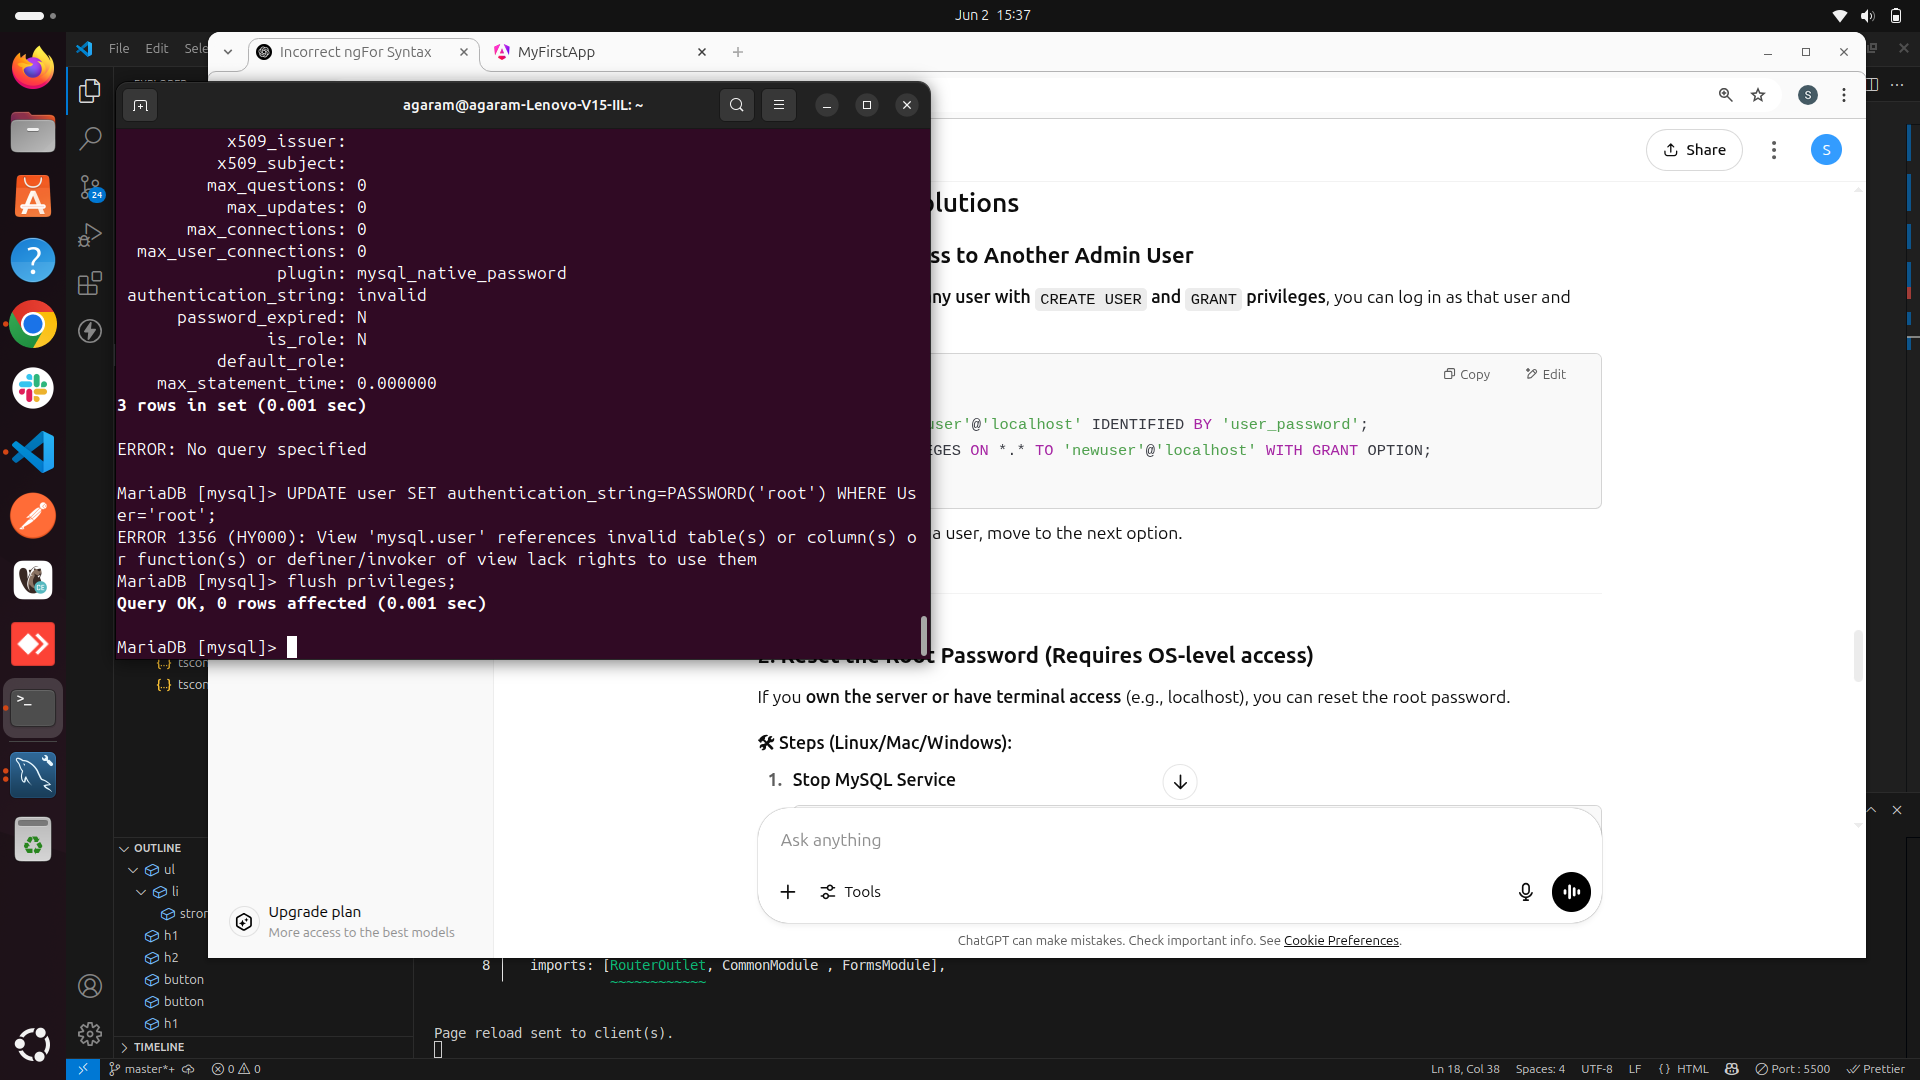 Jun 2 15:37
File Edit Sele
Incorrect ngFor Syntax
MyFirstApp
agaram@agaram-Lenovo-V15-IIL: ~
S
Share
S
x509_issuer:
x509_subject:
max_questions: 0
max_updates: 0
max_connections: 0
max_user_connections: 0
plugin: mysql_native_password
authentication_string: invalid
password_expired: N
is_role: N
default_role:
max_statement_time: 0.000000
3 rows in set (0.001 sec)
ERROR: No query specified
MariaDB [mysql]> UPDATE user SET authentication_string=PASSWORD('root') WHERE Us
er='root';
ERROR 1356 (HY000): View 'mysql.user' references invalid table(s) or column(s) o
r function(s) or definer/invoker of view lack rights to use them
MariaDB [mysql]> flush privileges;
Query OK, 0 rows affected (0.001 sec)
MariaDB [mysql]>
24
lutions
ss to Another Admin User
ny user with CREATE USER and GRANT privileges, you can log in as that user and
Copy Edit
user'@'localhost' IDENTIFIED BY 'user_password';
EGES ON *.* TO 'newuser'@'localhost' WITH GRANT OPTION;
a user, move to the next option.
2. Reset the Root Password (Requires OS-level access)
If you own the server or have terminal access (e.g., localhost), you can reset the root password.
🛠 Steps (Linux/Mac/Windows):
1. Stop MySQL Service
Ask anything
Tools
ChatGPT can make mistakes. Check important info. See Cookie Preferences.
Upgrade plan
More access to the best models
{..} tscon
{..} tscon
OUTLINE
ul
li
stror
h1
h2
button
button
h1
TIMELINE
8 imports: [RouterOutlet, CommonModule , FormsModule],
~~~~~~~~~~~~
Page reload sent to client(s).
master*+ 0 0
Ln 18, Col 38 Spaces: 4 UTF-8 LF {} HTML Port : 5500 Prettier